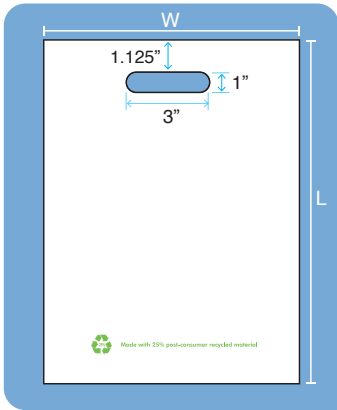 W
1.125”
1”
3”
L
Made with 25% post-consumer recycled material